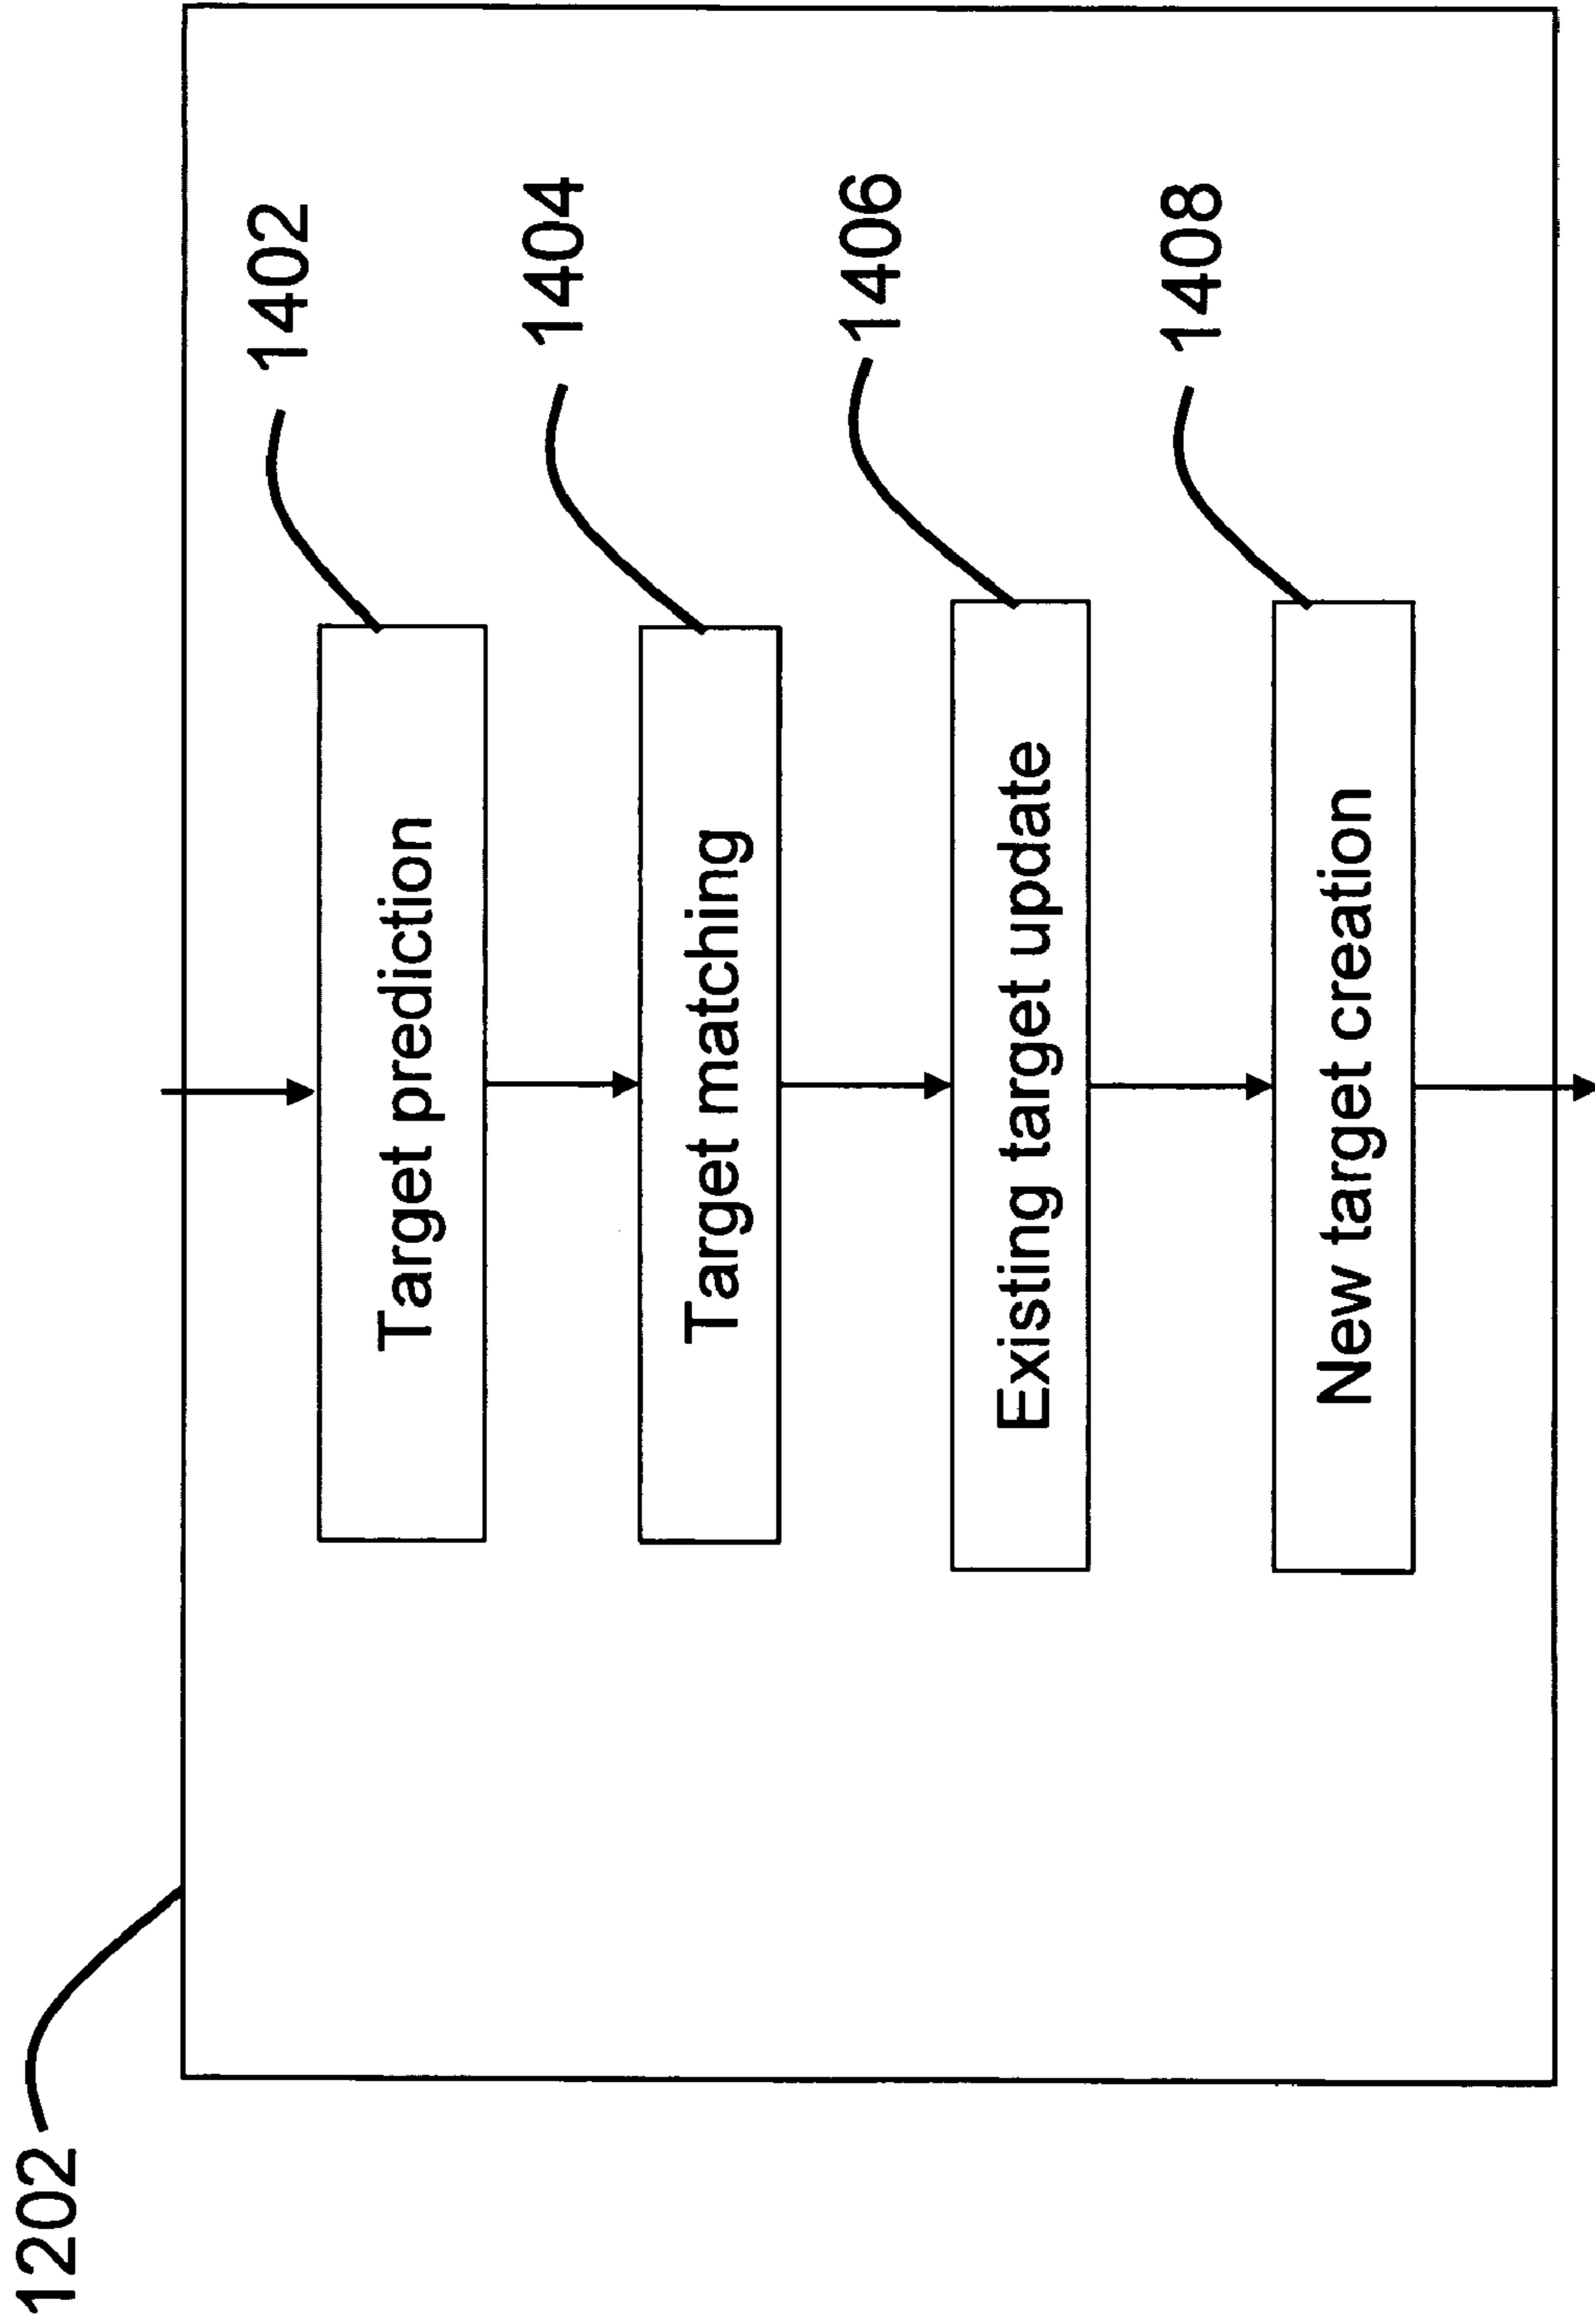 1202
Target prediction
1402
Target matching
1404
Existing target update
1406
New target creation
1408